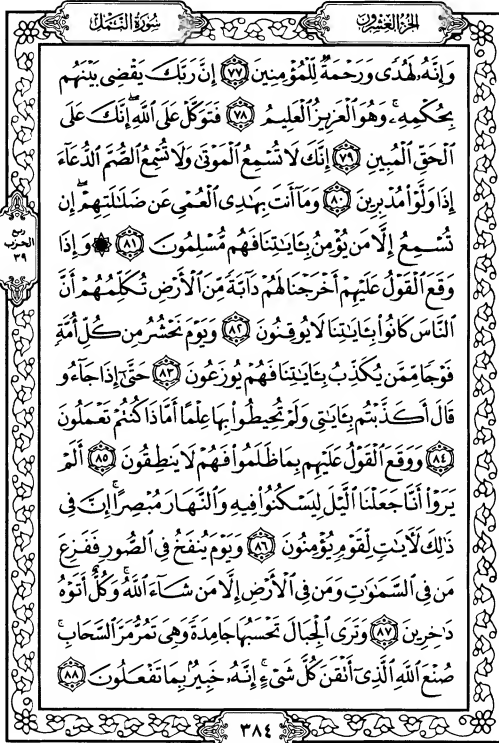 الجزء العشرون
سورة النمل
وَإِنَّهُۥ لَهُدًى وَرَحْمَةٌ لِّلْمُؤْمِنِينَ ٧٧ إِنَّ رَبَّكَ يَقْضِى بَيْنَهُم
بِحُكْمِهِۦۚ وَهُوَ ٱلْعَزِيزُ ٱلْعَلِيمُ ٧٨ فَتَوَكَّلْ عَلَى ٱللَّهِۖ إِنَّكَ عَلَى
ٱلْحَقِّ ٱلْمُبِينِ ٧٩ إِنَّكَ لَا تُسْمِعُ ٱلْمَوْتَىٰ وَلَا تُسْمِعُ ٱلصُّمَّ ٱلدُّعَآءَ
إِذَا وَلَّوْا۟ مُدْبِرِينَ ٨٠ وَمَآ أَنتَ بِهَـٰدِى ٱلْعُمْىِ عَن ضَلَـٰلَتِهِمْۖ إِن
تُسْمِعُ إِلَّا مَن يُؤْمِنُ بِـَٔايَـٰتِنَا فَهُم مُّسْلِمُونَ ٨١ ۞ وَإِذَا
وَقَعَ ٱلْقَوْلُ عَلَيْهِمْ أَخْرَجْنَا لَهُمْ دَآبَّةً مِّنَ ٱلْأَرْضِ تُكَلِّمُهُمْ أَنَّ
ٱلنَّاسَ كَانُوا۟ بِـَٔايَـٰتِنَا لَا يُوقِنُونَ ٨٢ وَيَوْمَ نَحْشُرُ مِن كُلِّ أُمَّةٍ
فَوْجًا مِّمَّن يُكَذِّبُ بِـَٔايَـٰتِنَا فَهُمْ يُوزَعُونَ ٨٣ حَتَّىٰٓ إِذَا جَآءُو
قَالَ أَكَذَّبْتُم بِـَٔايَـٰتِى وَلَمْ تُحِيطُوا۟ بِهَا عِلْمًا أَمَّاذَا كُنتُمْ تَعْمَلُونَ
٨٤ وَوَقَعَ ٱلْقَوْلُ عَلَيْهِم بِمَا ظَلَمُوا۟ فَهُمْ لَا يَنطِقُونَ ٨٥ أَلَمْ
يَرَوْا۟ أَنَّا جَعَلْنَا ٱلَّيْلَ لِيَسْكُنُوا۟ فِيهِ وَٱلنَّهَارَ مُبْصِرًاۚ إِنَّ فِى
ذَٰلِكَ لَـَٔايَـٰتٍ لِّقَوْمٍ يُؤْمِنُونَ ٨٦ وَيَوْمَ يُنفَخُ فِى ٱلصُّورِ فَفَزِعَ
مَن فِى ٱلسَّمَـٰوَٰتِ وَمَن فِى ٱلْأَرْضِ إِلَّا مَن شَآءَ ٱللَّهُۚ وَكُلٌّ أَتَوْهُ
دَٰخِرِينَ ٨٧ وَتَرَى ٱلْجِبَالَ تَحْسَبُهَا جَامِدَةً وَهِىَ تَمُرُّ مَرَّ ٱلسَّحَابِۚ
صُنْعَ ٱللَّهِ ٱلَّذِىٓ أَتْقَنَ كُلَّ شَىْءٍۚ إِنَّهُۥ خَبِيرٌۢ بِمَا تَفْعَلُونَ ٨٨
ربع
الحزب
٣٩
٣٨٤